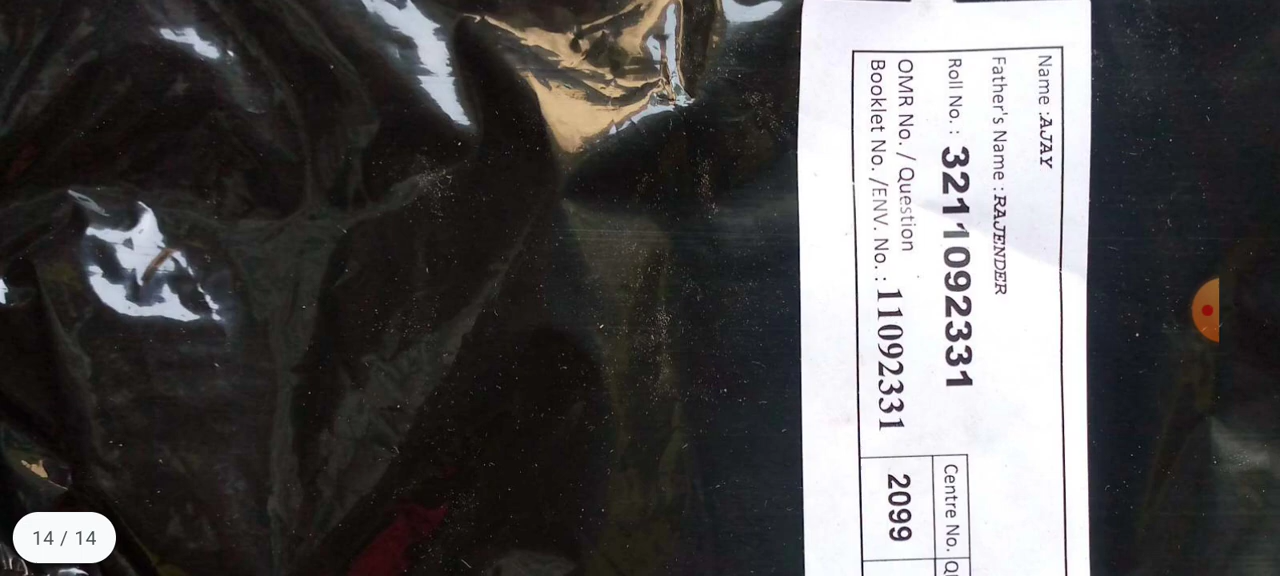 Name :AJAY
Father's Name :RAJENDER
Roll No. : 3211092331
OMR No. / Question
Booklet No. /ENV. No. : 11092331
Centre No.
2099
14 / 14